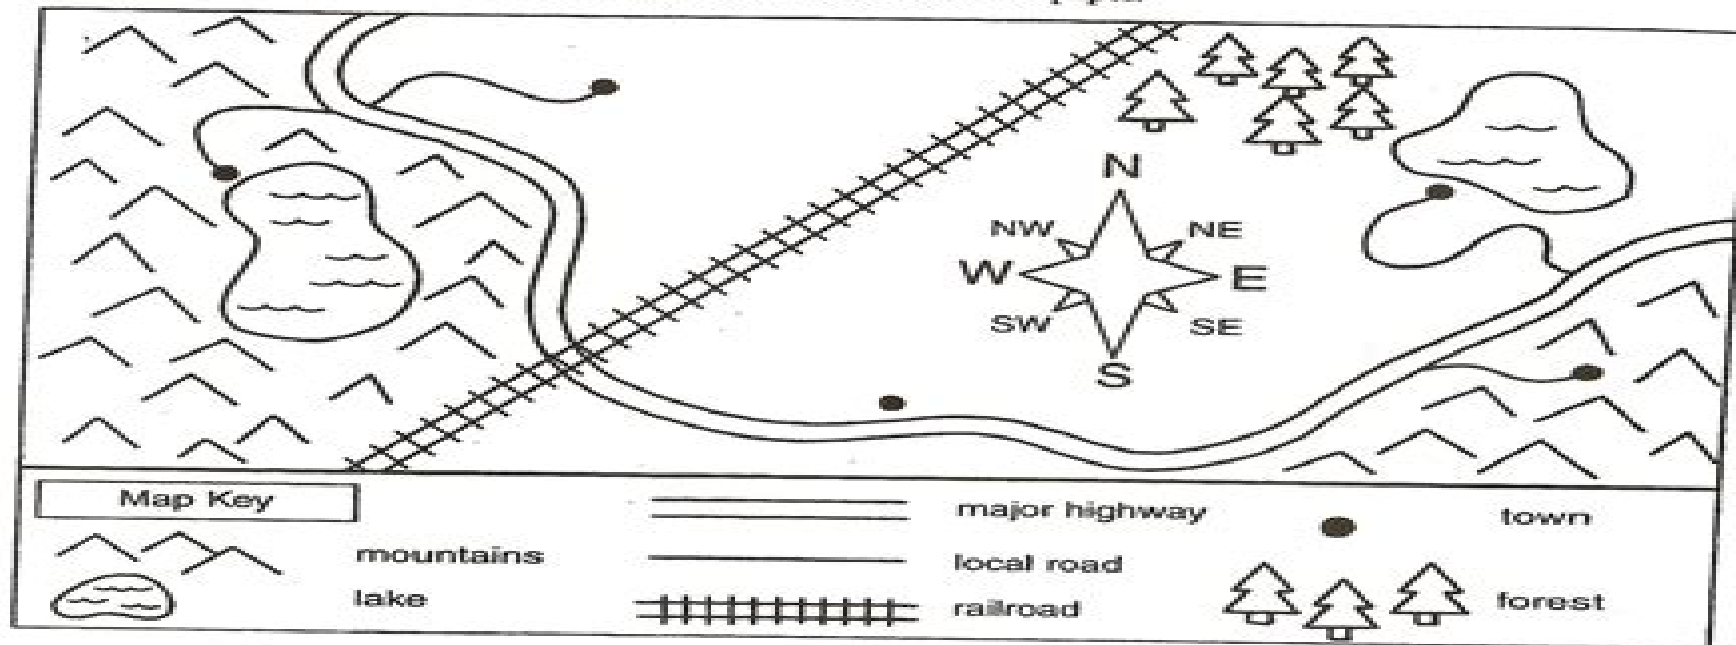 N
NW NE
W E
SW SE
S
Map Key
major highway
town
mountains
local road
lake
railroad
forest